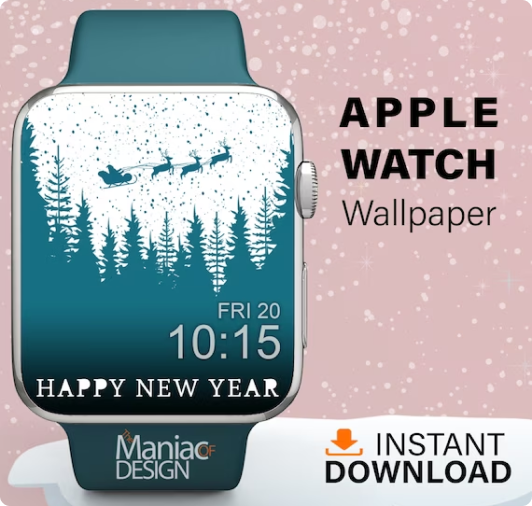 APPLE
WATCH
Wallpaper
FRI 20
10:15
HAPPY NEW YEAR
Maniac OF
DESIGN
INSTANT
DOWNLOAD